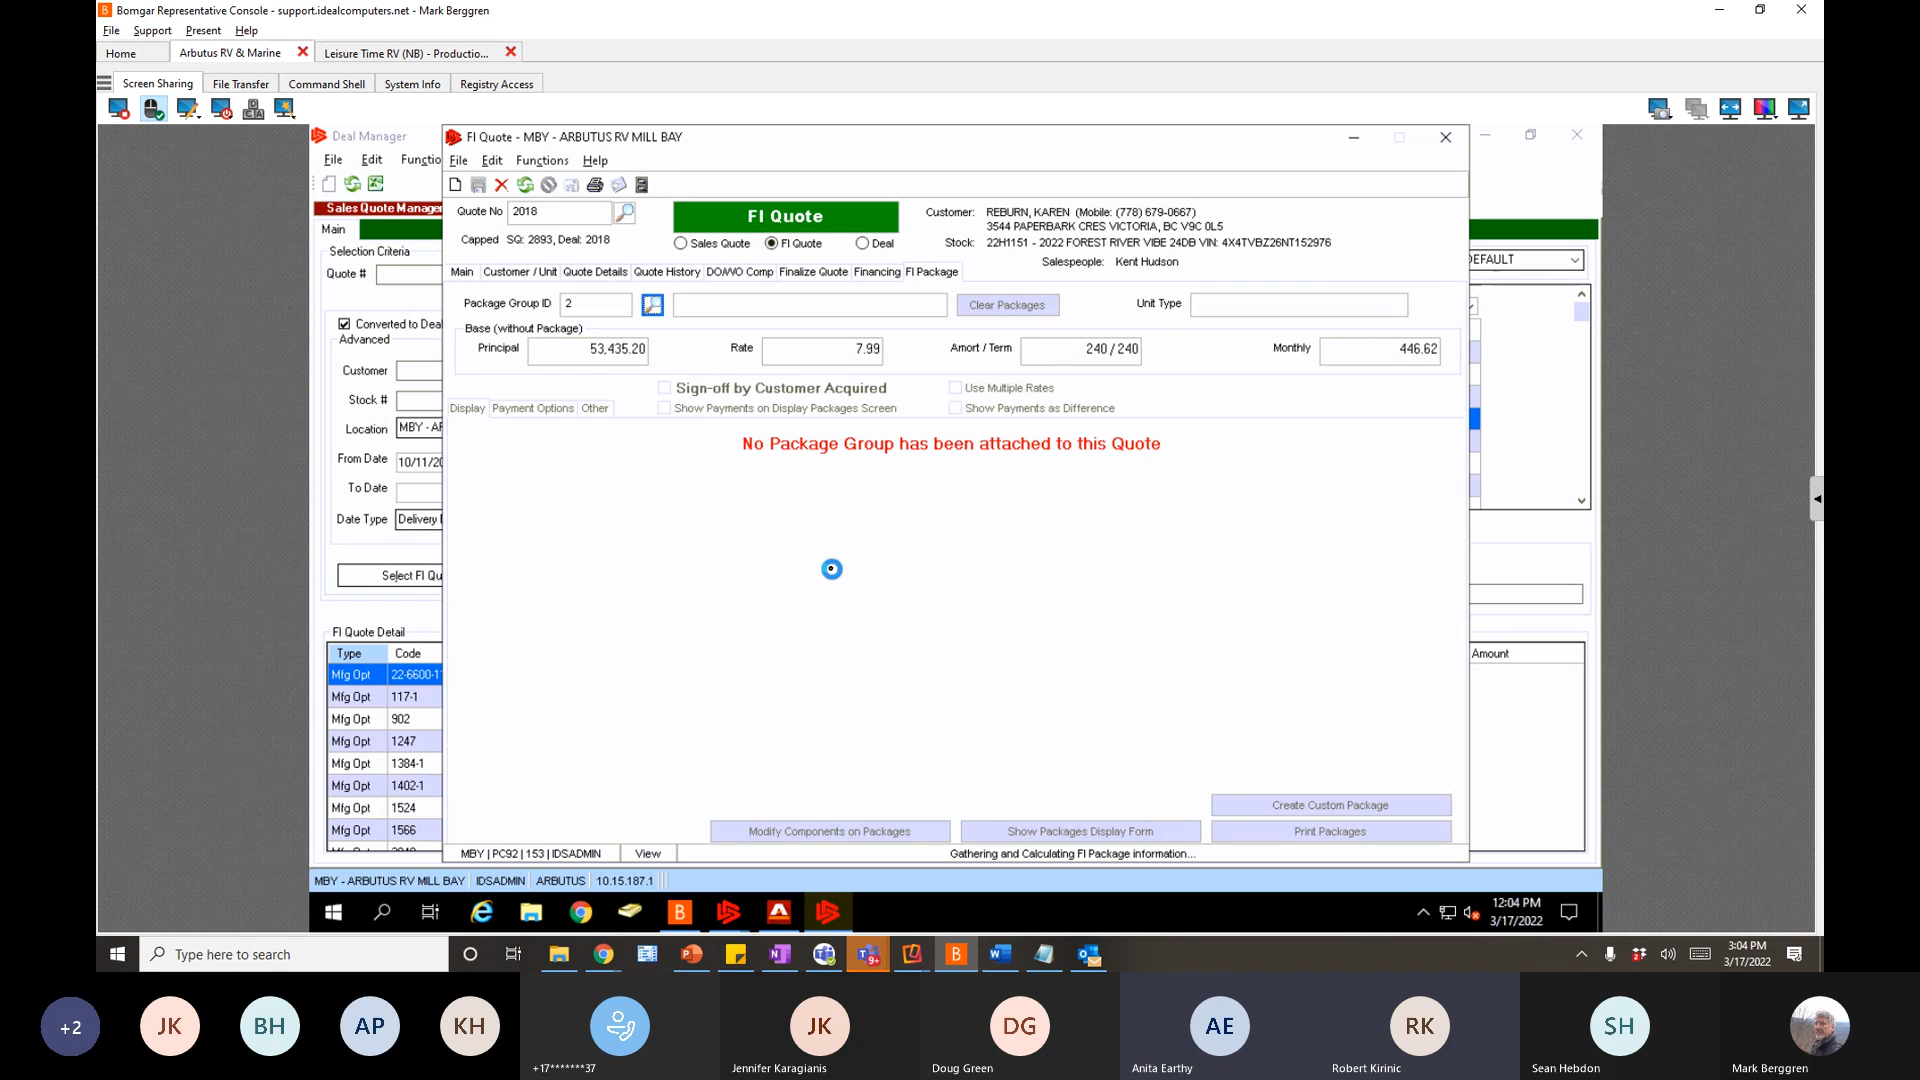 Bomgar Representative Console - support.idealcomputers.net - Mark Berggren
File Support Present Help
Home Arbutus RV & Marine Leisure Time RV (NB) - Productio...
Screen Sharing File Transfer Command Shell System Info Registry Access
Deal Manager FI Quote - MBY - ARBUTUS RV MILL BAY
File Edit Functio File Edit Functions Help
Sales Quote Manage Quote No 2018 FI Quote Customer: REBURN, KAREN (Mobile: (778) 679-0667)
3544 PAPERBARK CRES VICTORIA, BC V9C 0L5
Main Capped SQ: 2893, Deal: 2018 Sales Quote FI Quote Deal Stock: 22H1151 - 2022 FOREST RIVER VIBE 24DB VIN: 4X4TVBZ26NT152976
Selection Criteria Salespeople: Kent Hudson DEFAULT
Quote # Main Customer / Unit Quote Details Quote History DO/WO Comp Finalize Quote Financing FI Package
Package Group ID 2 Clear Packages Unit Type
Converted to Deal Base (without Package)
Advanced Principal 53,435.20 Rate 7.99 Amort / Term 240 / 240 Monthly 446.62
Customer
Sign-off by Customer Acquired Use Multiple Rates
Stock # Display Payment Options Other Show Payments on Display Packages Screen Show Payments as Difference
Location MBY - AF
No Package Group has been attached to this Quote
From Date 10/11/20
To Date
Date Type Delivery
Select FI Qu
FI Quote Detail
Type Code Amount
Mfg Opt 22-6600-1
Mfg Opt 117-1
Mfg Opt 902
Mfg Opt 1247
Mfg Opt 1384-1
Mfg Opt 1402-1
Mfg Opt 1524
Mfg Opt 1566
Create Custom Package
Modify Components on Packages Show Packages Display Form Print Packages
MBY | PC92 | 153 | IDSADMIN View Gathering and Calculating FI Package information...
MBY - ARBUTUS RV MILL BAY IDSADMIN ARBUTUS 10.15.187.1
12:04 PM
3/17/2022
Type here to search
3:04 PM
3/17/2022
+2 JK BH AP KH JK DG AE RK SH
+17*******37 Jennifer Karagianis Doug Green Anita Earthy Robert Kirinic Sean Hebdon Mark Berggren